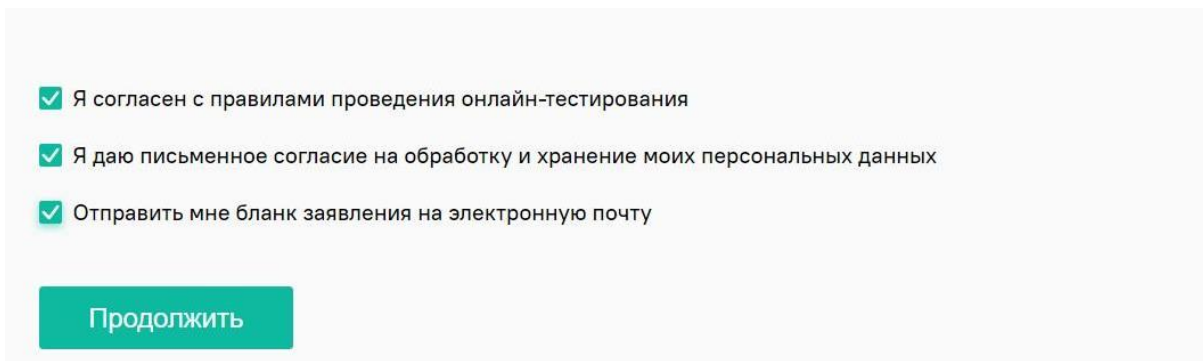 Я согласен с правилами проведения онлайн-тестирования
Я даю письменное согласие на обработку и хранение моих персональных данных
Отправить мне бланк заявления на электронную почту
Продолжить